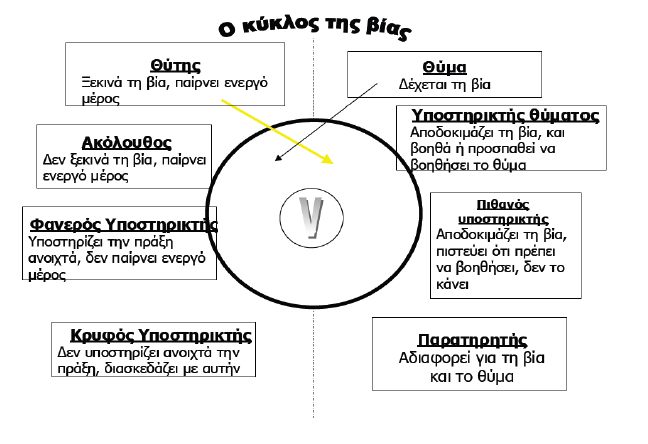 Ο κύκλος της βίας
Θύτης
Ξεκινά τη βία, παίρνει ενεργό
μέρος
Θύμα
Δέχεται τη βία
Ακόλουθος
Δεν ξεκινά τη βία, παίρνει
ενεργό μέρος
Υποστηρικτής θύματος
Αποδοκιμάζει τη βία, και
βοηθά ή προσπαθεί να
βοηθήσει το θύμα
Φανερός Υποστηρικτής
Υποστηρίζει την πράξη
ανοιχτά, δεν παίρνει ενεργό
μέρος
Πιθανός
υποστηρικτής
Αποδοκιμάζει τη βία,
πιστεύει ότι πρέπει
να βοηθήσει, δεν το
κάνει
V
Κρυφός Υποστηρικτής
Δεν υποστηρίζει ανοιχτά την
πράξη, διασκεδάζει με αυτήν
Παρατηρητής
Αδιαφορεί για τη βία
και το θύμα